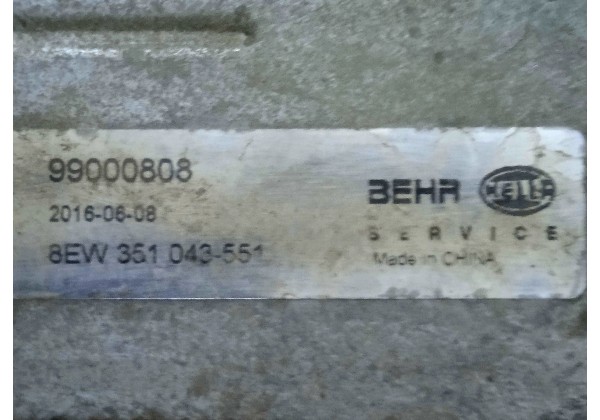 99000808
2016-06-08
8EW 351 043-551
BEHR HELLA
SERVICE
Made in CHINA